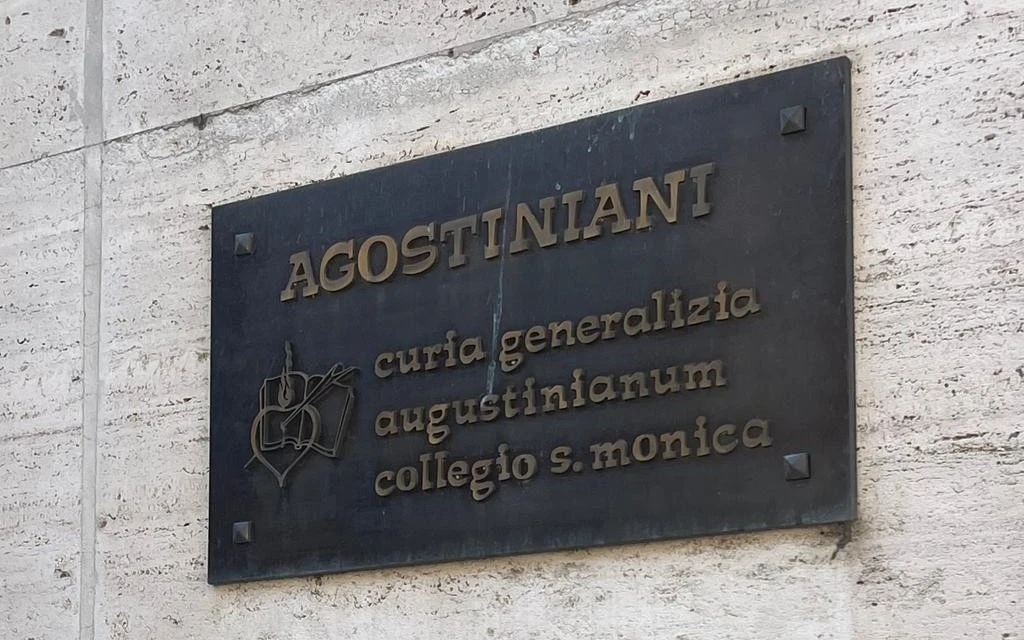 AGOSTINIANI
curia generalizia
augustinianum
collegio s. monica